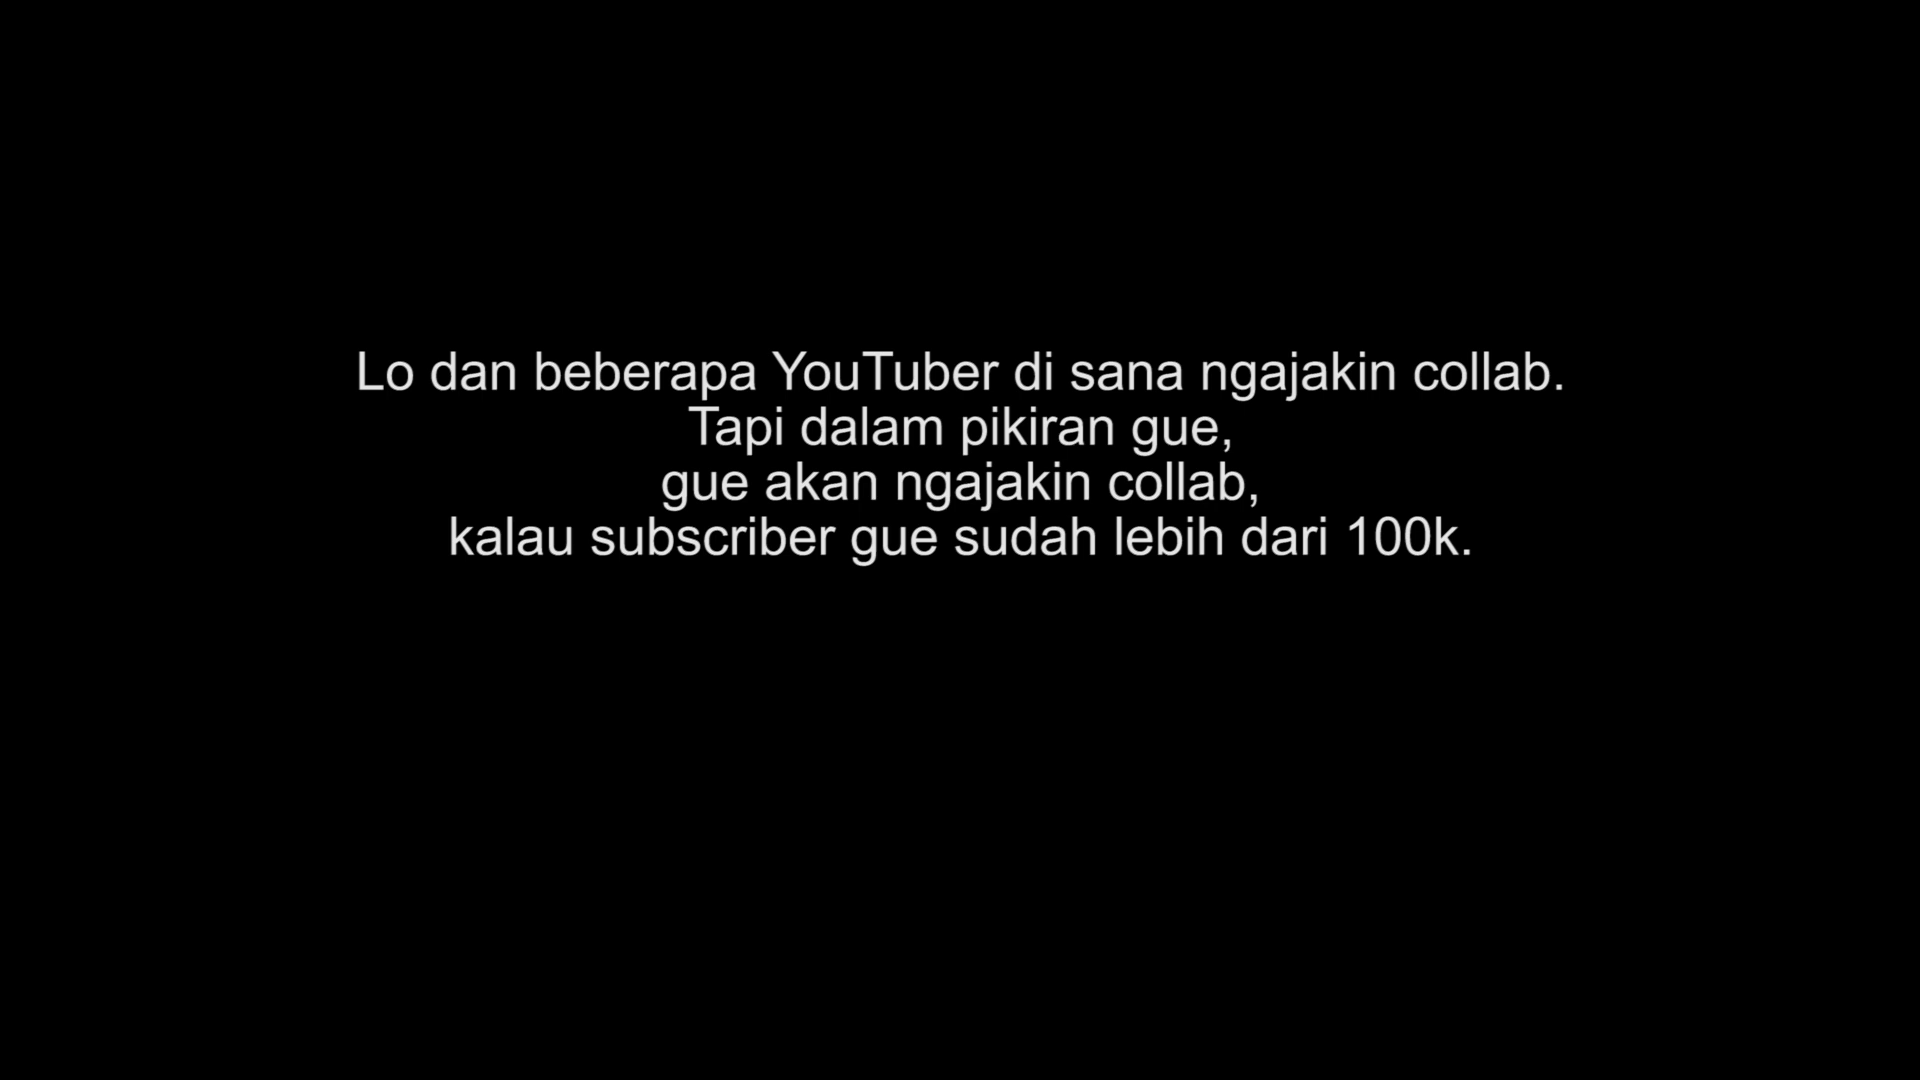 Lo dan beberapa YouTuber di sana ngajakin collab.
Tapi dalam pikiran gue,
gue akan ngajakin collab,
kalau subscriber gue sudah lebih dari 100k.